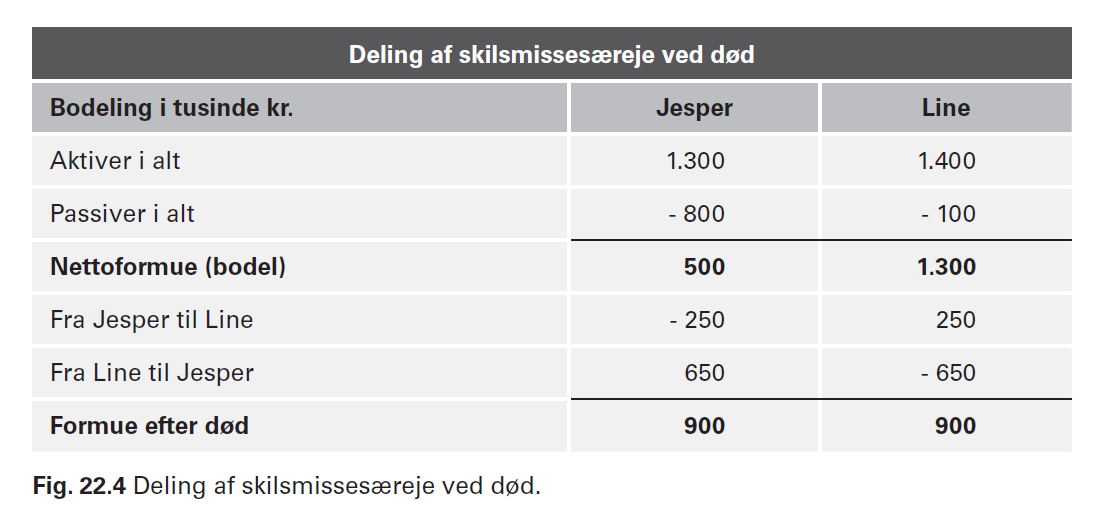 Deling af skilsmissesæreje ved død
Bodeling i tusinde kr. Jesper Line
Aktiver i alt 1.300 1.400
Passiver i alt - 800 - 100
Nettoformue (bodel) 500 1.300
Fra Jesper til Line - 250 250
Fra Line til Jesper 650 - 650
Formue efter død 900 900
Fig. 22.4 Deling af skilsmissesæreje ved død.